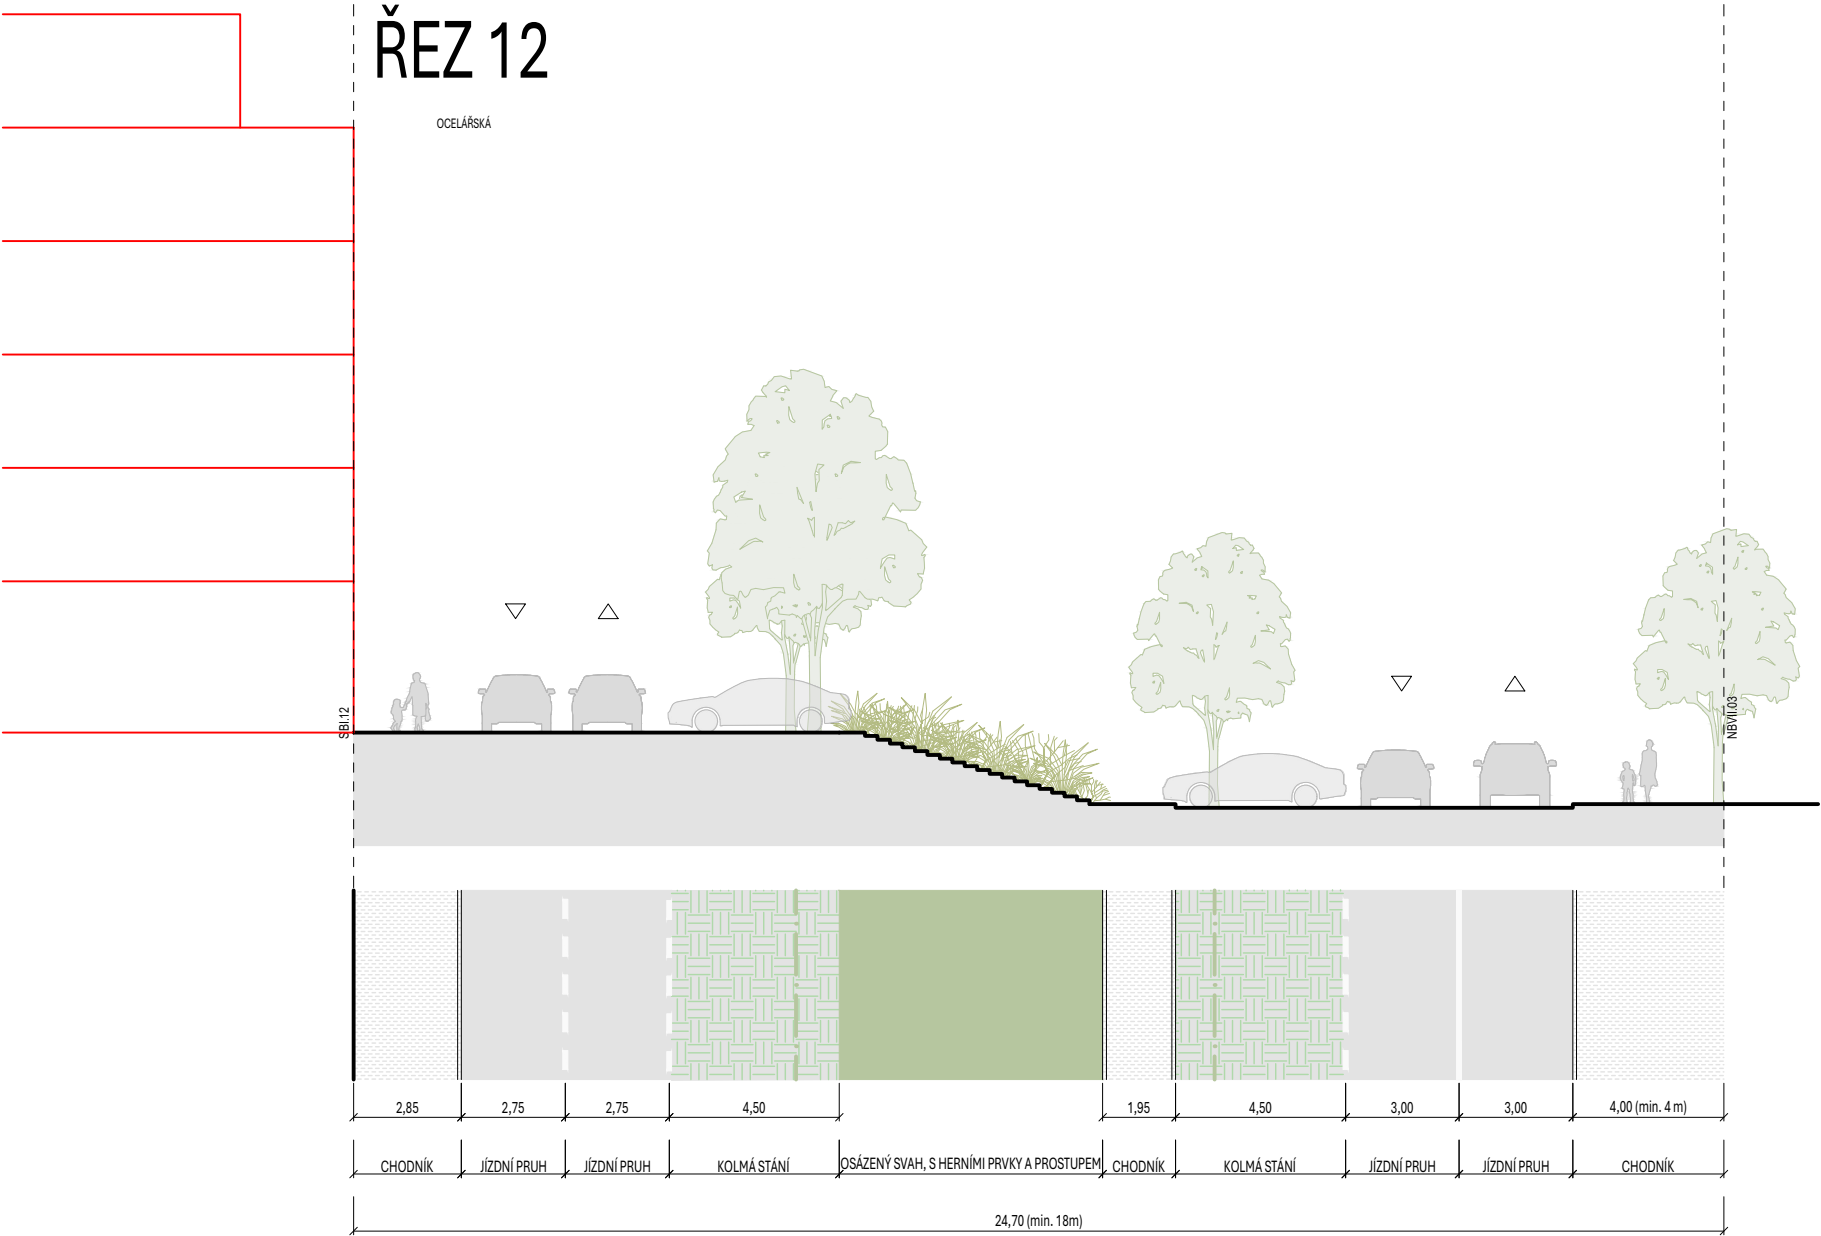 ŘEZ 12
OCELÁŘSKÁ
SBI.12
NBVII.03
2,85
2,75
2,75
4,50
1,95
4,50
3,00
3,00
4,00 (min. 4 m)
CHODNÍK
JÍZDNÍ PRUH
JÍZDNÍ PRUH
KOLMÁ STÁNÍ
OSÁZENÝ SVAH, S HERNÍMI PRVKY A PROSTUPEM
CHODNÍK
KOLMÁ STÁNÍ
JÍZDNÍ PRUH
JÍZDNÍ PRUH
CHODNÍK
24,70 (min. 18m)